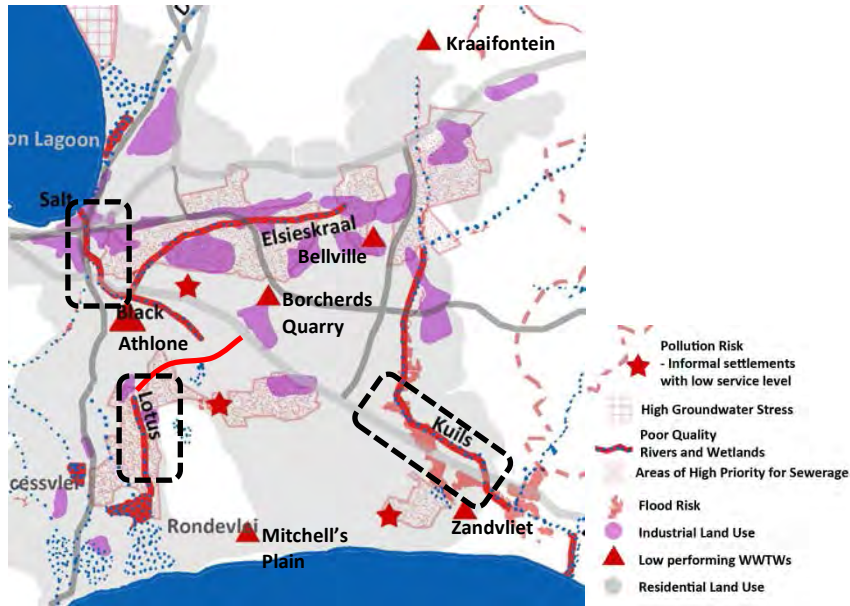 Kraaifontein
on Lagoon
Salt
Elsieskraal
Bellville
Borcherds
Quarry
Black
Athlone
Lotus
Kuils
cessvlei
Rondevlei
Mitchell's
Plain
Zandvliet
Pollution Risk
- Informal settlements
with low service level
High Groundwater Stress
Poor Quality
Rivers and Wetlands
Areas of High Priority for Sewerage
Flood Risk
Industrial Land Use
Low performing WWTWs
Residential Land Use